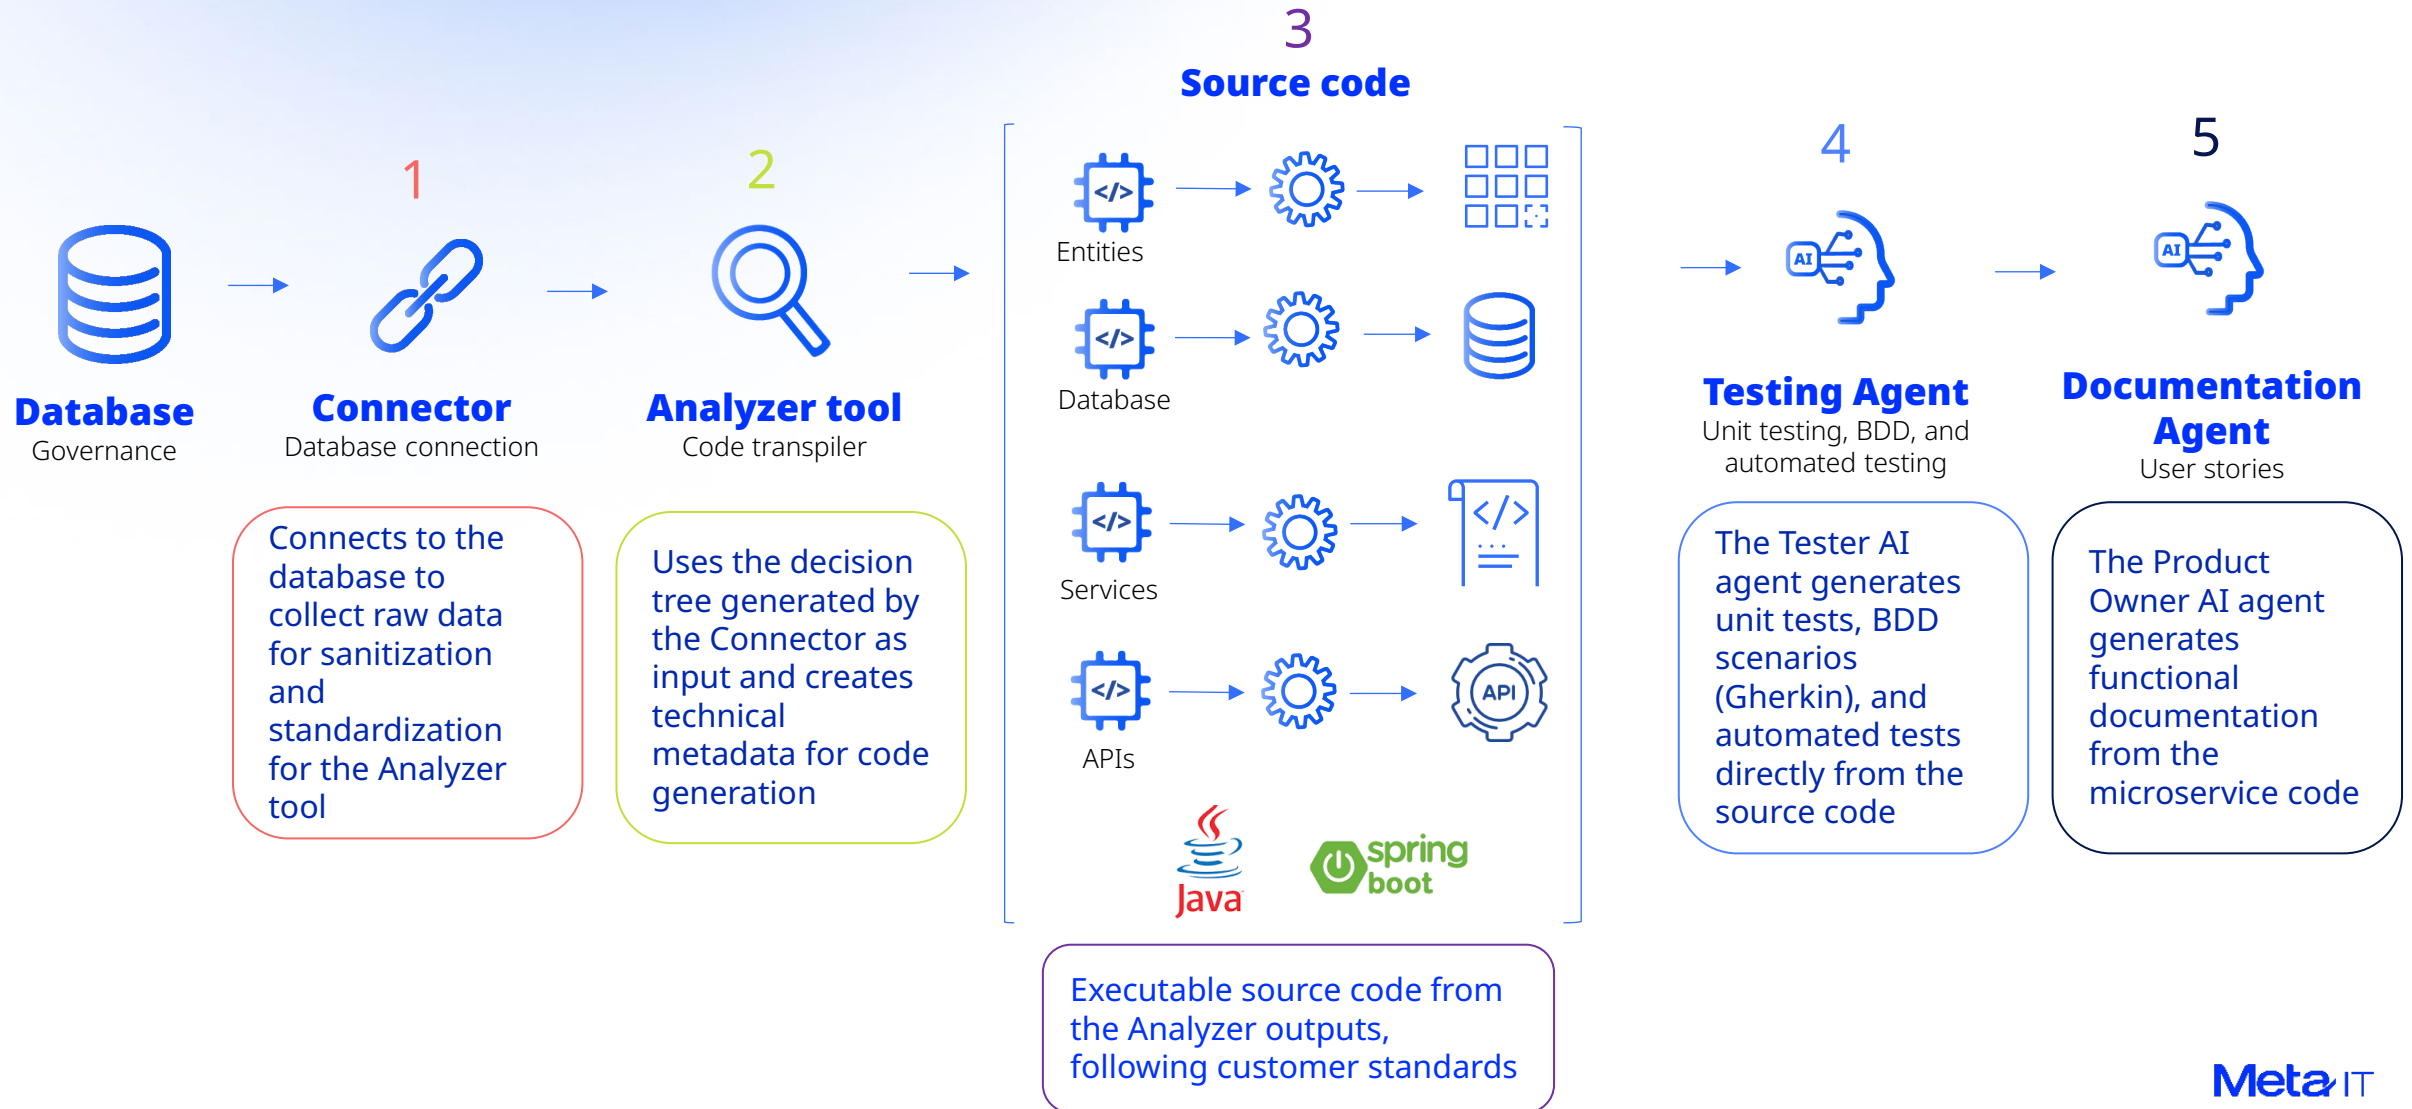 Database
Governance
1
Connector
Database connection
Connects to the
database to
collect raw data
for sanitization
and
standardization
for the Analyzer
tool
2
Analyzer tool
Code transpiler
Uses the decision
tree generated by
the Connector as
input and creates
technical
metadata for code
generation
3
Source code
</>
Entities
</>
Database
</>
Services
</>
</>
APIs
API
Java
spring
boot
Executable source code from
the Analyzer outputs,
following customer standards
4
AI
Testing Agent
Unit testing, BDD, and
automated testing
The Tester AI
agent generates
unit tests, BDD
scenarios
(Gherkin), and
automated tests
directly from the
source code
5
AI
Documentation
Agent
User stories
The Product
Owner AI agent
generates
functional
documentation
from the
microservice code
Meta IT